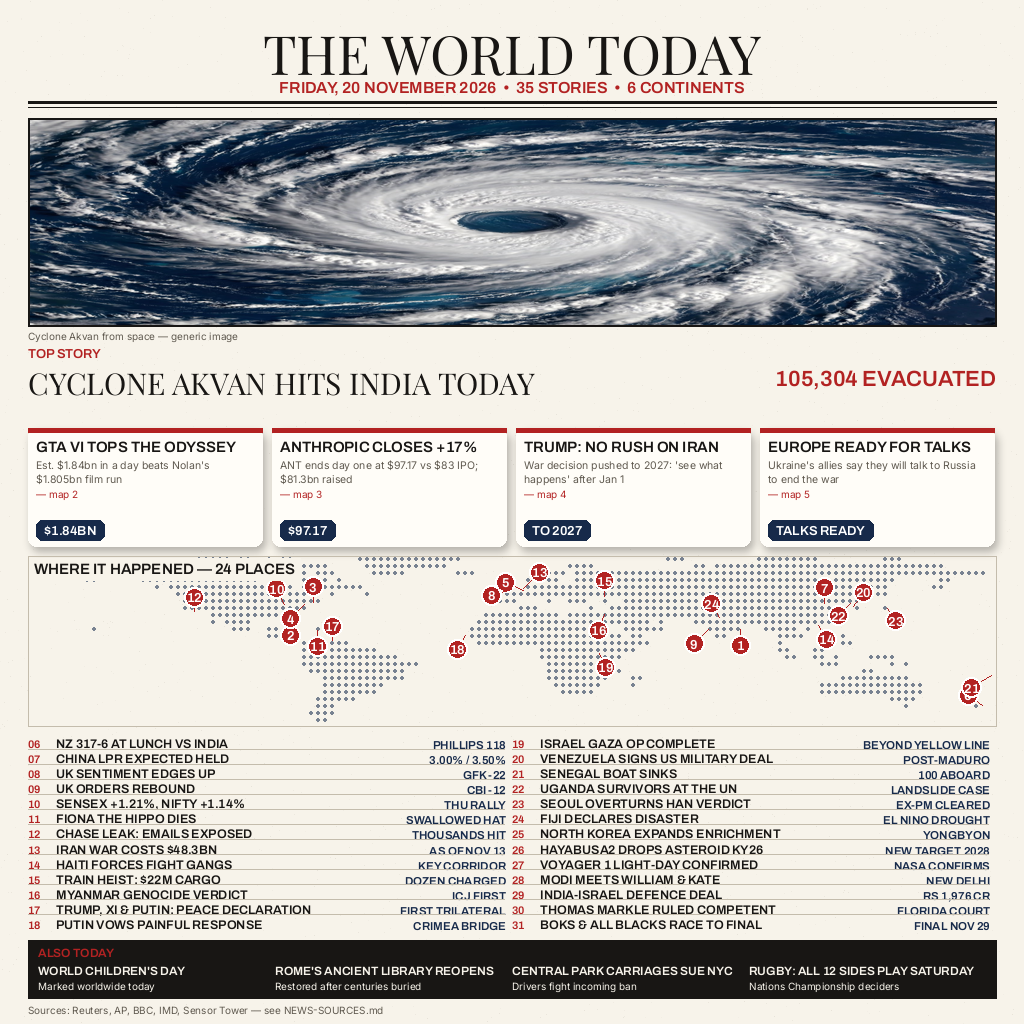 THE WORLD TODAY
FRIDAY, 20 NOVEMBER 2026 • 35 STORIES • 6 CONTINENTS
Cyclone Akvan from space — generic image
TOP STORY
CYCLONE AKVAN HITS INDIA TODAY
105,304 EVACUATED
GTA VI TOPS THE ODYSSEY
Est. $1.84bn in a day beats Nolan's
$1.805bn film run
— map 2
$1.84BN
ANTHROPIC CLOSES +17%
ANT ends day one at $97.17 vs $83 IPO;
$81.3bn raised
— map 3
$97.17
TRUMP: NO RUSH ON IRAN
War decision pushed to 2027: 'see what
happens' after Jan 1
— map 4
TO 2027
EUROPE READY FOR TALKS
Ukraine's allies say they will talk to Russia
to end the war
— map 5
TALKS READY
WHERE IT HAPPENED — 24 PLACES
12
10
3
4
2
17
11
8
5
13
18
15
16
19
24
9
1
7
20
22
14
23
21
06 NZ 317-6 AT LUNCH VS INDIA PHILLIPS 118
07 CHINA LPR EXPECTED HELD 3.00% / 3.50%
08 UK SENTIMENT EDGES UP GFK-22
09 UK ORDERS REBOUND CBI-12
10 SENSEX +1.21%, NIFTY +1.14% THU RALLY
11 FIONA THE HIPPO DIES SWALLOWED HAT
12 CHASE LEAK: EMAILS EXPOSED THOUSANDS HIT
13 IRAN WAR COSTS $48.3BN AS OF NOV 13
14 HAITI FORCES FIGHT GANGS KEY CORRIDOR
15 TRAIN HEIST: $22M CARGO DOZEN CHARGED
16 MYANMAR GENOCIDE VERDICT ICJ FIRST
17 TRUMP, XI & PUTIN: PEACE DECLARATION FIRST TRILATERAL
18 PUTIN VOWS PAINFUL RESPONSE CRIMEA BRIDGE
19 ISRAEL GAZA OP COMPLETE BEYOND YELLOW LINE
20 VENEZUELA SIGNS US MILITARY DEAL POST-MADURO
21 SENEGAL BOAT SINKS 100 ABOARD
22 UGANDA SURVIVORS AT THE UN LANDSLIDE CASE
23 SEOUL OVERTURNS HAN VERDICT EX-PM CLEARED
24 FIJI DECLARES DISASTER EL NINO DROUGHT
25 NORTH KOREA EXPANDS ENRICHMENT YONGBYON
26 HAYABUSA2 DROPS ASTEROID KY26 NEW TARGET 2028
27 VOYAGER 1 LIGHT-DAY CONFIRMED NASA CONFIRMS
28 MODI MEETS WILLIAM & KATE NEW DELHI
29 INDIA-ISRAEL DEFENCE DEAL RS 1,976 CR
30 THOMAS MARKLE RULED COMPETENT FLORIDA COURT
31 BOKS & ALL BLACKS RACE TO FINAL FINAL NOV 29
ALSO TODAY
WORLD CHILDREN'S DAY
Marked worldwide today
ROME'S ANCIENT LIBRARY REOPENS
Restored after centuries buried
CENTRAL PARK CARRIAGES SUE NYC
Drivers fight incoming ban
RUGBY: ALL 12 SIDES PLAY SATURDAY
Nations Championship deciders
Sources: Reuters, AP, BBC, IMD, Sensor Tower — see NEWS-SOURCES.md